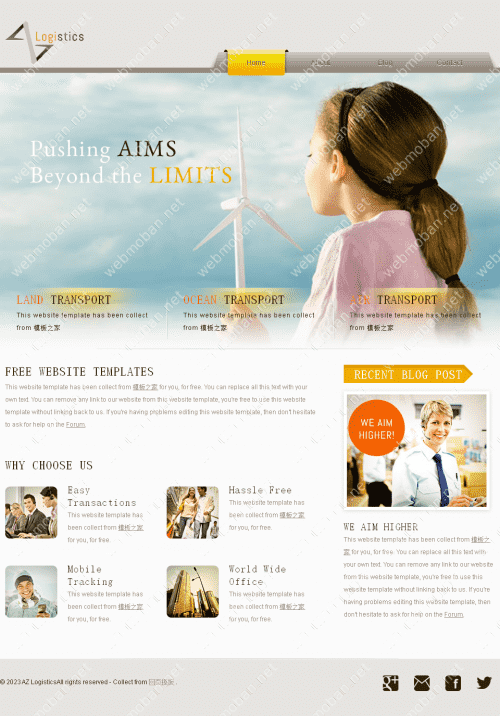 Logistics
Home About Blog Contact
Pushing AIMS
Beyond the LIMITS
LAND TRANSPORT
This website template has been collect
from 模板之家
OCEAN TRANSPORT
This website template has been collect
from 模板之家
TRANSPORT
This website template has been collect
from 模板之家
FREE WEBSITE TEMPLATES
This website template has been collect from 模板之家 for you, for free. You can replace all this text with your
own text. You can remove any link to our website from this website template, you're free to use this website
template without linking back to us. If you're having problems editing this website template, then don't hesitate
to ask for help on the Forum.
WHY CHOOSE US
Easy
Transactions
This website template has
been collect from 模板之家
for you, for free.
Hassle Free
This website template has
been collect from 模板之家
for you, for free.
Mobile
Tracking
This website template has
been collect from 模板之家
for you, for free.
World Wide
Office
This website template has
been collect from 模板之家
for you, for free.
RECENT BLOG POST
WE AIM
HIGHER!
WE AIM HIGHER
This website template has been collect from 模板之
家 for you, for free. You can replace all this text with
your own text. You can remove any link to our website
from this website template, you're free to use this
website template without linking back to us. If you're
having problems editing this website template, then
don't hesitate to ask for help on the Forum.
© 2023 AZ LogisticsAll rights reserved - Collect from 网页模板.
webmoban.net